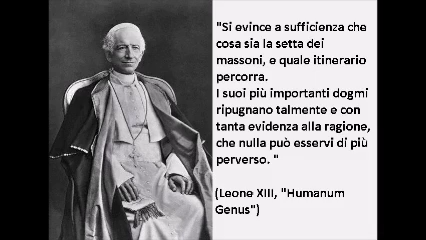 "Si evince a sufficienza che
cosa sia la setta dei
massoni, e quale itinerario
percorra.
I suoi più importanti dogmi
ripugnano talmente e con
tanta evidenza alla ragione,
che nulla può esservi di più
perverso. "
(Leone XIII, "Humanum
Genus")